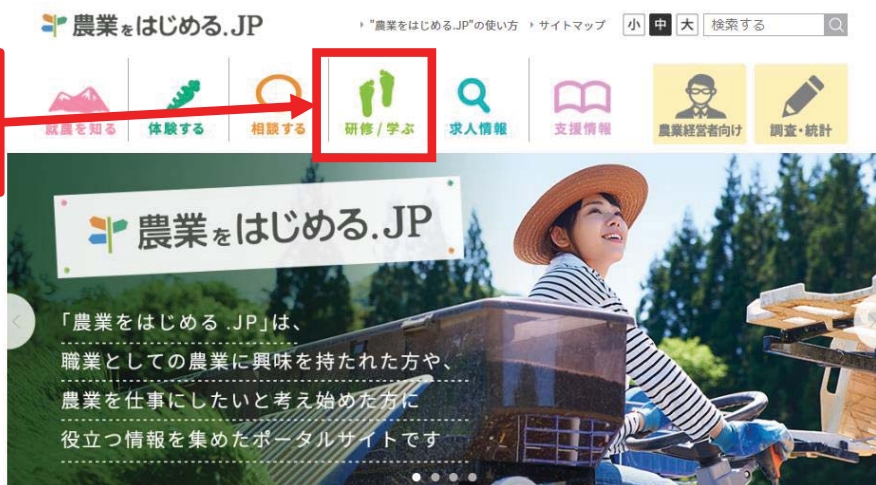 農業をはじめる.JP
"農業をはじめる.JP"の使い方 サイトマップ 小 中 大 検索する
就農を知る 体験する 相談する 研修/学ぶ 求人情報 支援情報 農業経営者向け 調査・統計
農業をはじめる.JP
「農業をはじめる.JP」は、
職業としての農業に興味を持たれた方や、
農業を仕事にしたいと考え始めた方に
役立つ情報を集めたポータルサイトです